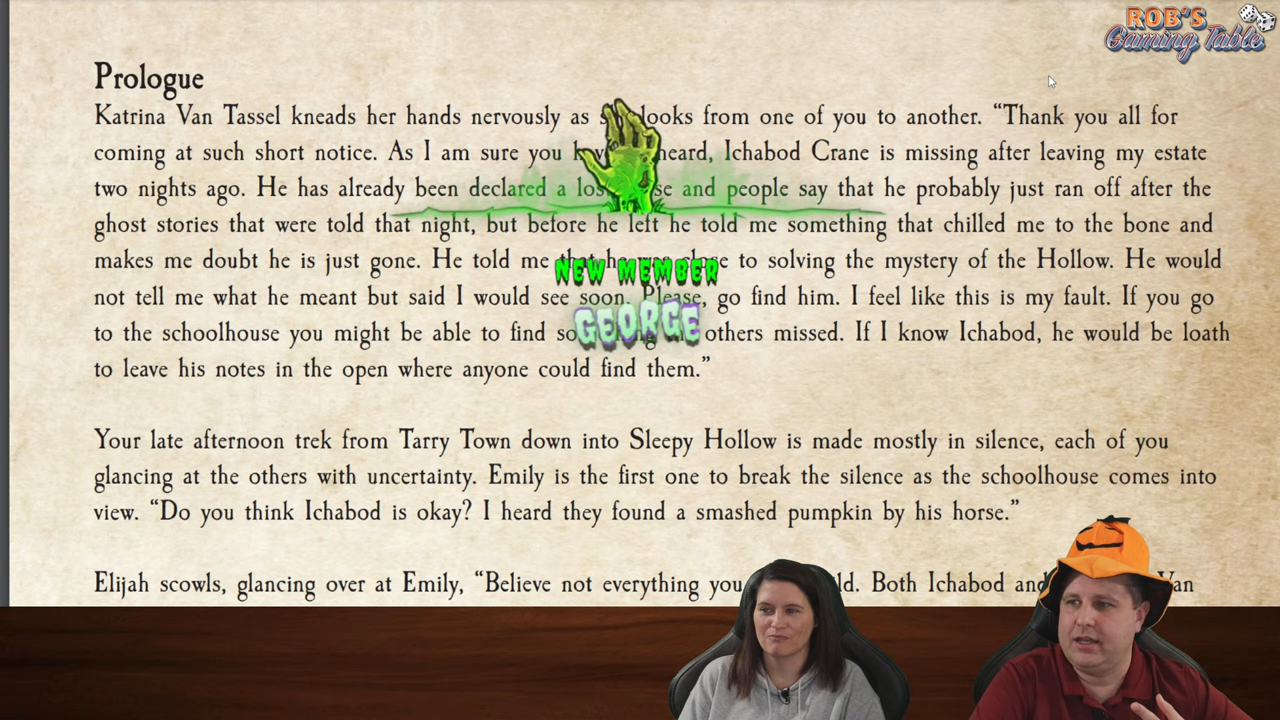 ROB'S
Gaming Table
Prologue
Katrina Van Tassel kneads her hands nervously as looks from one of you to another. “Thank you all for
coming at such short notice. As I am sure you heard, Ichabod Crane is missing after leaving my estate
two nights ago. He has already been declared a and people say that he probably just ran off after the
ghost stories that were told that night, but before he left he told me something that chilled me to the bone and
makes me doubt he is just gone. He told me to solving the mystery of the Hollow. He would
NEW MEMBER
not tell me what he meant but said I would see soon. Please, go find him. I feel like this is my fault. If you go
GEORGE
to the schoolhouse you might be able to find others missed. If I know Ichabod, he would be loath
to leave his notes in the open where anyone could find them.”
Your late afternoon trek from Tarry Town down into Sleepy Hollow is made mostly in silence, each of you
glancing at the others with uncertainty. Emily is the first one to break the silence as the schoolhouse comes into
view. “Do you think Ichabod is okay? I heard they found a smashed pumpkin by his horse.”
Elijah scowls, glancing over at Emily, “Believe not everything you Both Ichabod and Van